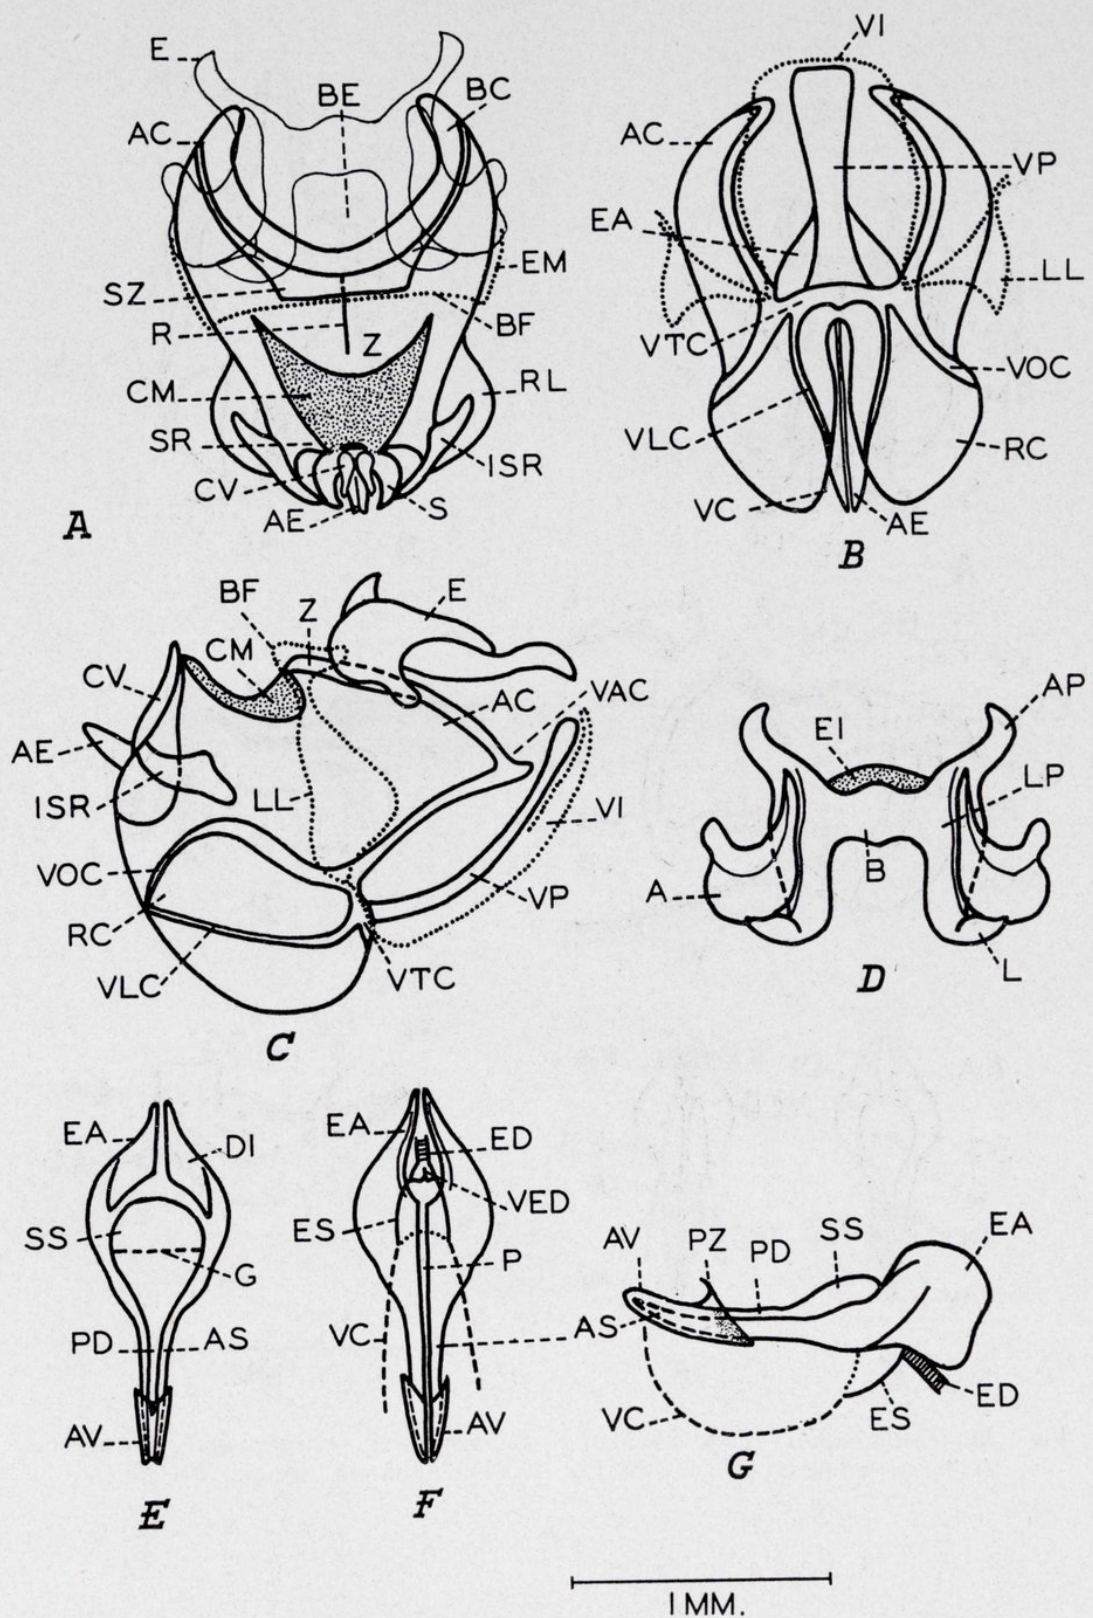 E
BE
BC
AC
EM
SZ
BF
R
Z
CM
RL
SR
ISR
CV
S
AE
A
VI
AC
VP
EA
LL
VTC
VOC
VLC
RC
VC
AE
B
BF
Z
E
CM
CV
AC
VAC
AE
ISR
LL
VI
VOC
RC
VP
VLC
VTC
C
AP
EI
LP
A
B
L
D
EA
DI
SS
G
PD
AS
AV
E
EA
ED
VED
ES
P
VC
AS
AV
F
AV
PZ
PD
SS
EA
VC
ES
ED
G
1 MM.